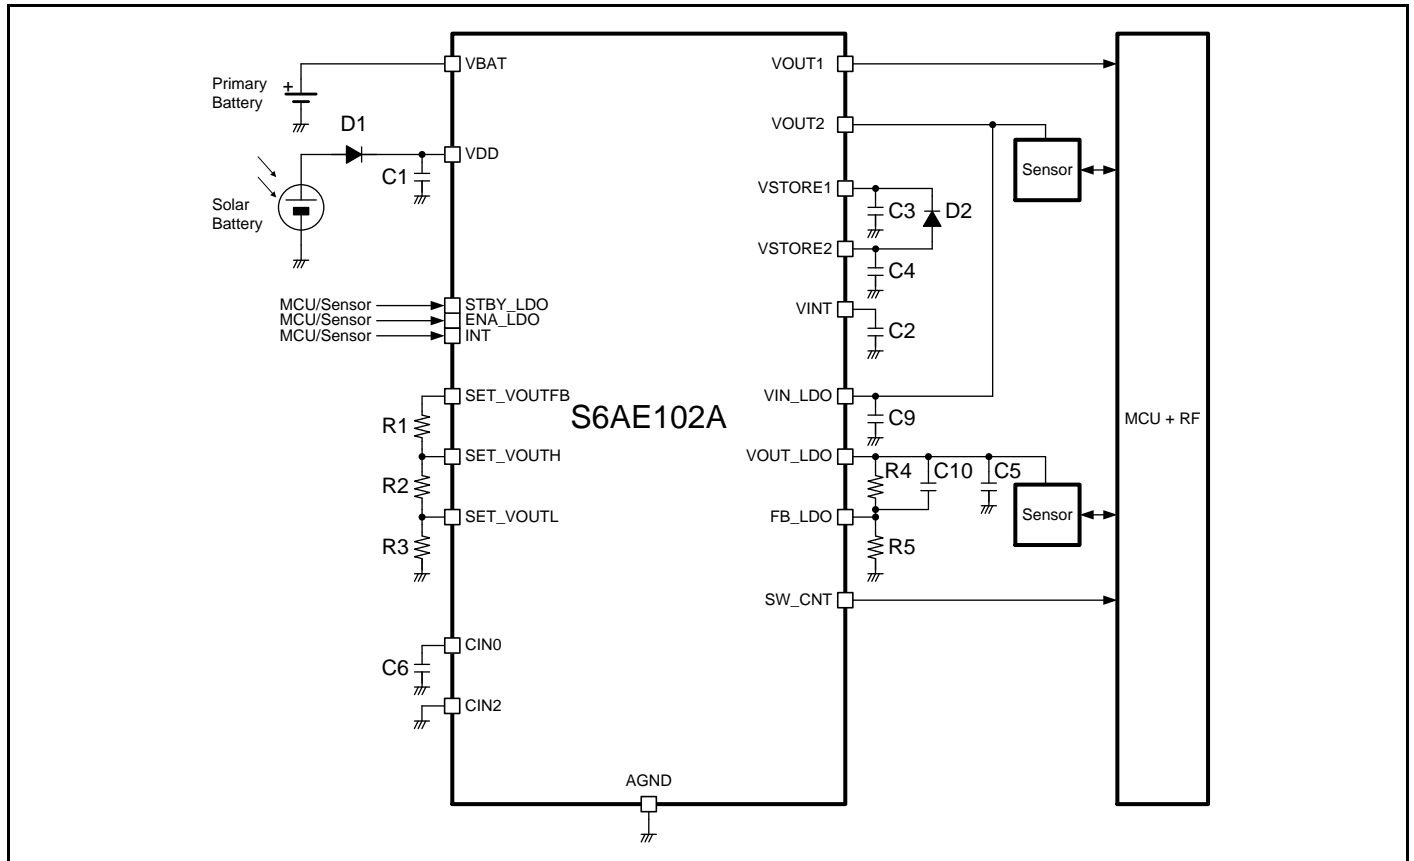 VBAT
VOUT1
Primary
Battery
+
D1
VOUT2
VDD
C1
Sensor
VSTORE1
Solar
Battery
C3
D2
VSTORE2
C4
MCU/Sensor
STBY_LDO
MCU/Sensor
ENA_LDO
MCU/Sensor
INT
VINT
C2
SET_VOUTFB
VIN_LDO
S6AE102A
R1
C9
MCU + RF
SET_VOUTH
VOUT_LDO
R4
C10
C5
R2
SET_VOUTL
FB_LDO
Sensor
R3
R5
SW_CNT
CIN0
C6
CIN2
AGND